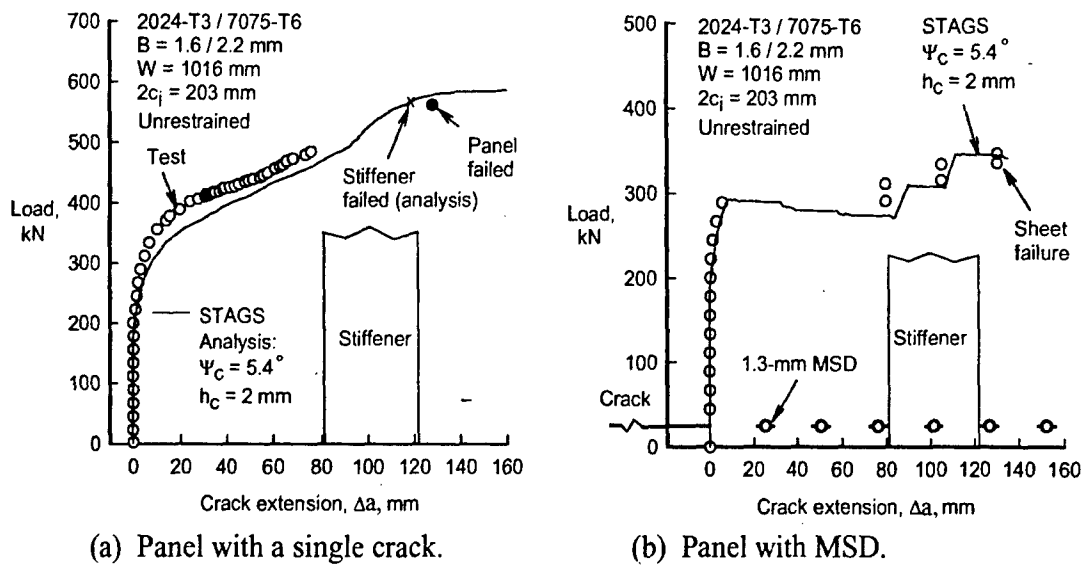 700
600
500
400
300
200
100
0
Load,
kN
2024-T3 / 7075-T6
B = 1.6 / 2.2 mm
W = 1016 mm
2cᵢ = 203 mm
Unrestrained
Test
Stiffener
failed (analysis)
Panel
failed
STAGS
Analysis:
Ψc = 5.4°
hc = 2 mm
Stiffener
0 20 40 60 80 100 120 140 160
Crack extension, Δa, mm
(a) Panel with a single crack.
500
400
300
200
100
0
Load,
kN
2024-T3 / 7075-T6
B = 1.6 / 2.2 mm
W = 1016 mm
2cᵢ = 203 mm
Unrestrained
STAGS
Ψc = 5.4°
hc = 2 mm
Sheet
failure
Stiffener
1.3-mm MSD
Crack
0 20 40 60 80 100 120 140 160
Crack extension, Δa, mm
(b) Panel with MSD.